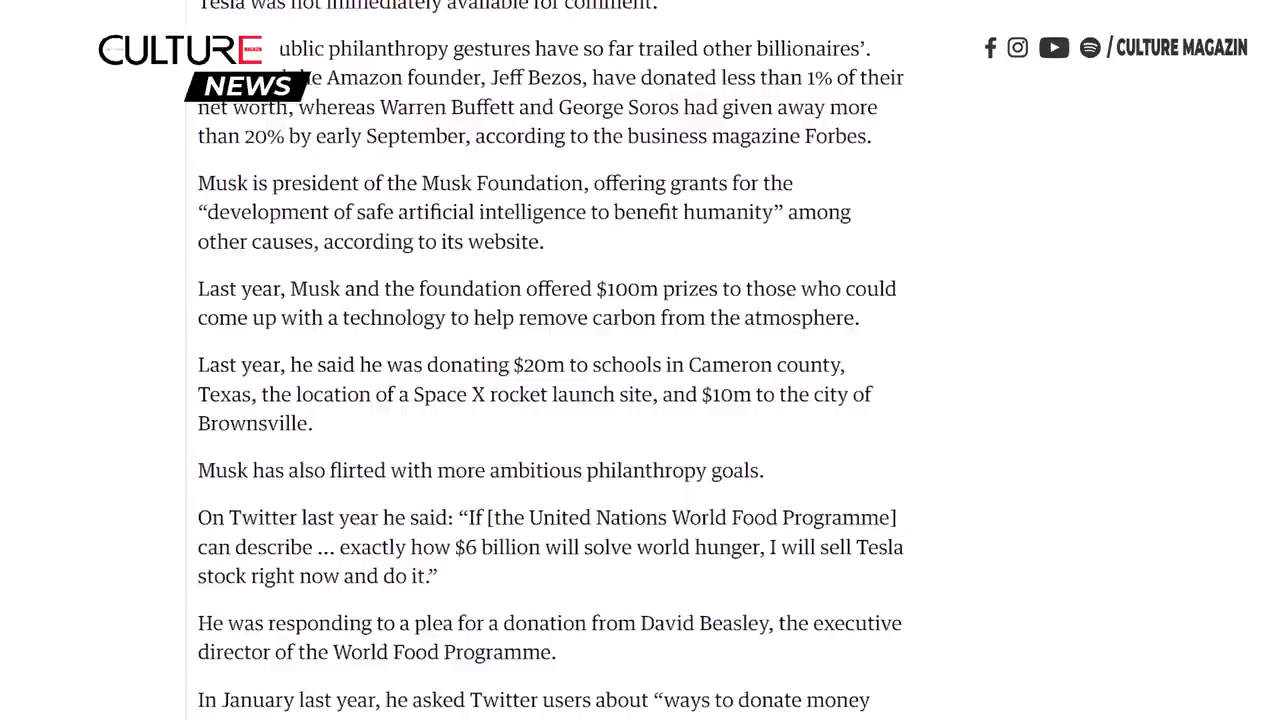 Tesla was not immediately available for comment.
CULTURE
NEWS
/ CULTURE MAGAZIN
public philanthropy gestures have so far trailed other billionaires’.
the Amazon founder, Jeff Bezos, have donated less than 1% of their
net worth, whereas Warren Buffett and George Soros had given away more
than 20% by early September, according to the business magazine Forbes.
Musk is president of the Musk Foundation, offering grants for the
“development of safe artificial intelligence to benefit humanity” among
other causes, according to its website.
Last year, Musk and the foundation offered $100m prizes to those who could
come up with a technology to help remove carbon from the atmosphere.
Last year, he said he was donating $20m to schools in Cameron county,
Texas, the location of a Space X rocket launch site, and $10m to the city of
Brownsville.
Musk has also flirted with more ambitious philanthropy goals.
On Twitter last year he said: “If [the United Nations World Food Programme]
can describe … exactly how $6 billion will solve world hunger, I will sell Tesla
stock right now and do it.”
He was responding to a plea for a donation from David Beasley, the executive
director of the World Food Programme.
In January last year, he asked Twitter users about “ways to donate money